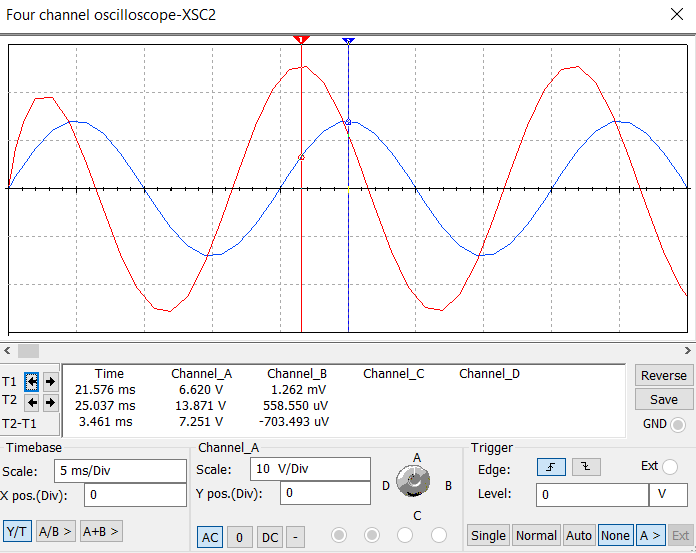 Four channel oscilloscope-XSC2
1 2
Time Channel_A Channel_B Channel_C Channel_D
T1 21.576 ms 6.620 V 1.262 mV
T2 25.037 ms 13.871 V 558.550 uV
T2-T1 3.461 ms 7.251 V -703.493 uV
Reverse
Save
GND
Timebase
Scale: 5 ms/Div
X pos.(Div): 0
Y/T A/B > A+B >
Channel_A
Scale: 10 V/Div
Y pos.(Div): 0
AC 0 DC -
A
B
C
D
Trigger
Edge: Ext
Level: 0 V
Single Normal Auto None A > Ext